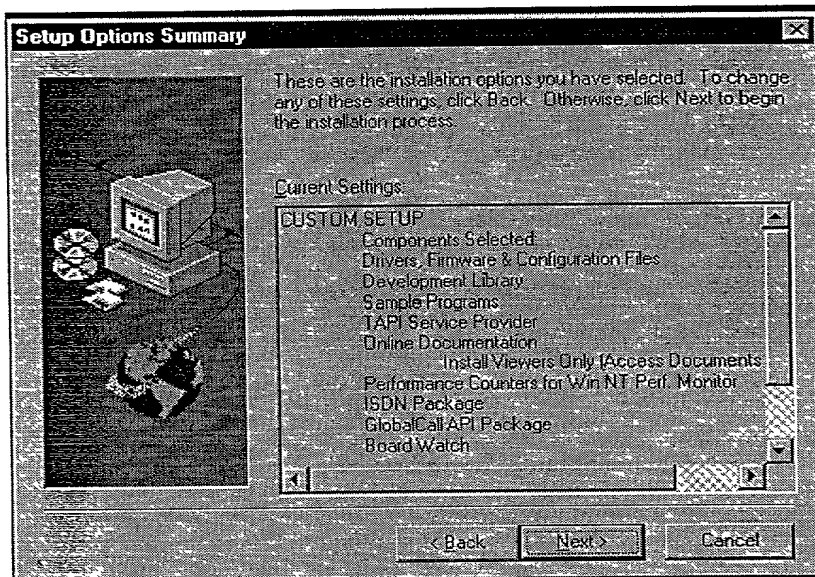 Setup Options Summary
These are the installation options you have selected. To change
any of these settings, click Back. Otherwise, click Next to begin
the installation process.
Current Settings:
CUSTOM SETUP
Components Selected
Drivers, Firmware & Configuration Files
Development Library
Sample Programs
TAPI Service Provider
Online Documentation
Install Viewers Only (Access Documents
Performance Counters for Win NT Perf. Monitor
ISDN Package
GlobalCall API Package
Board Watch
< Back
Next >
Cancel